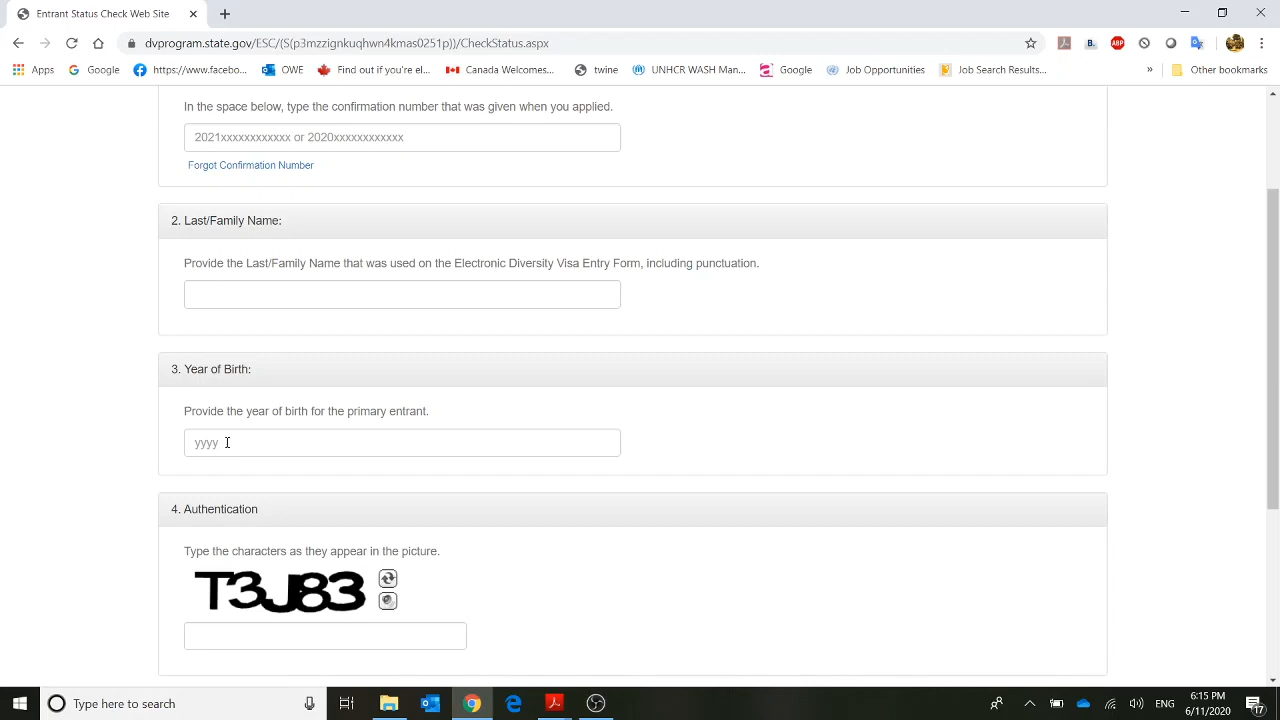 Entrant Status Check Web Site
dvprogram.state.gov/ESC/(S(p3mzzignkumptwn4km2o251p))/CheckStatus.aspx
ABP
Apps
Google
https://www.facebo...
OWE
Find out if you're el...
Canada Welcomes...
twine
UNHCR WASH Man...
Google
Job Opportunities
Job Search Results...
»
Other bookmarks
In the space below, type the confirmation number that was given when you applied.
2021xxxxxxxxxxxx or 2020xxxxxxxxxxxx
Forgot Confirmation Number
2. Last/Family Name:
Provide the Last/Family Name that was used on the Electronic Diversity Visa Entry Form, including punctuation.
3. Year of Birth:
Provide the year of birth for the primary entrant.
yyyy
4. Authentication
Type the characters as they appear in the picture.
T3J83
Type here to search
ENG
6:15 PM
6/11/2020
17